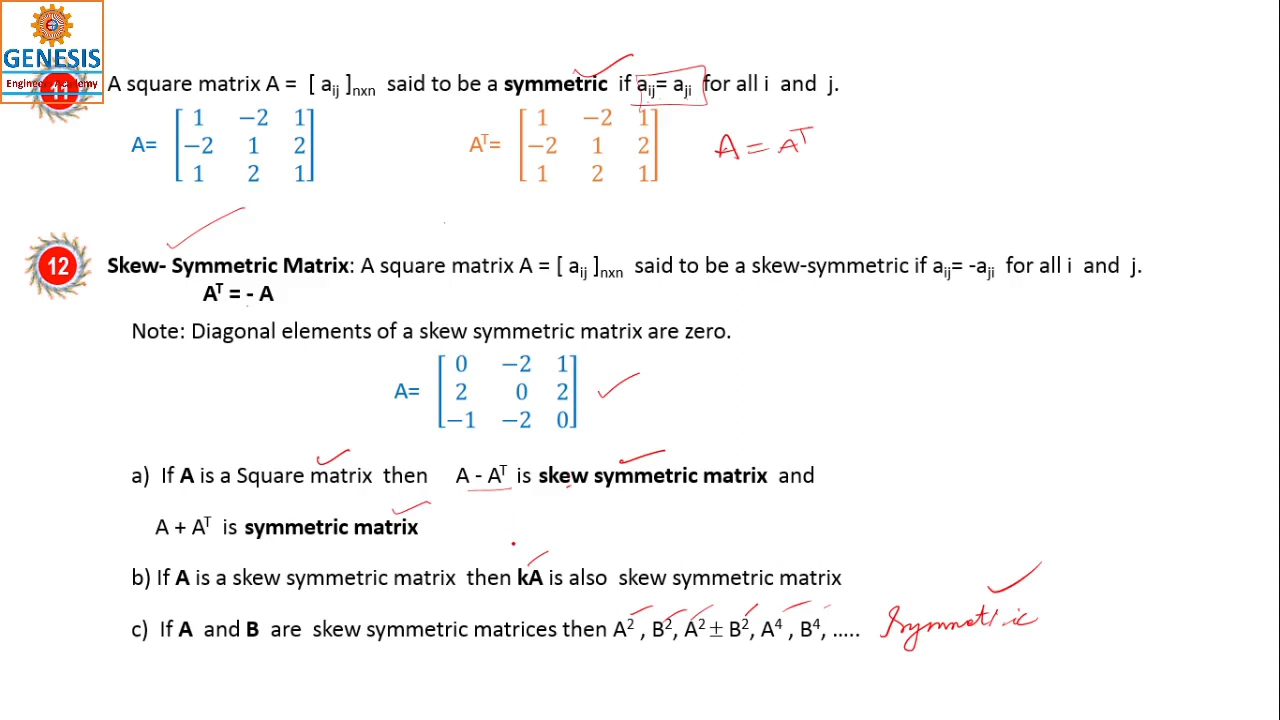 GENESIS
Engineers Academy
11 A square matrix A = [ aij ]nxn said to be a symmetric if aij= aji for all i and j.
A= [1 −2 1 AT= [1 −2 1 A = AT
−2 1 2 −2 1 2
1 2 1] 1 2 1]
12 Skew- Symmetric Matrix: A square matrix A = [ aij ]nxn said to be a skew-symmetric if aij= -aji for all i and j.
AT = - A
Note: Diagonal elements of a skew symmetric matrix are zero.
A= [0 −2 1
2 0 2
−1 −2 0]
a) If A is a Square matrix then A - AT is skew symmetric matrix and
A + AT is symmetric matrix
b) If A is a skew symmetric matrix then kA is also skew symmetric matrix
c) If A and B are skew symmetric matrices then A2 , B2, A2 ± B2, A4 , B4, ..... Symmetric